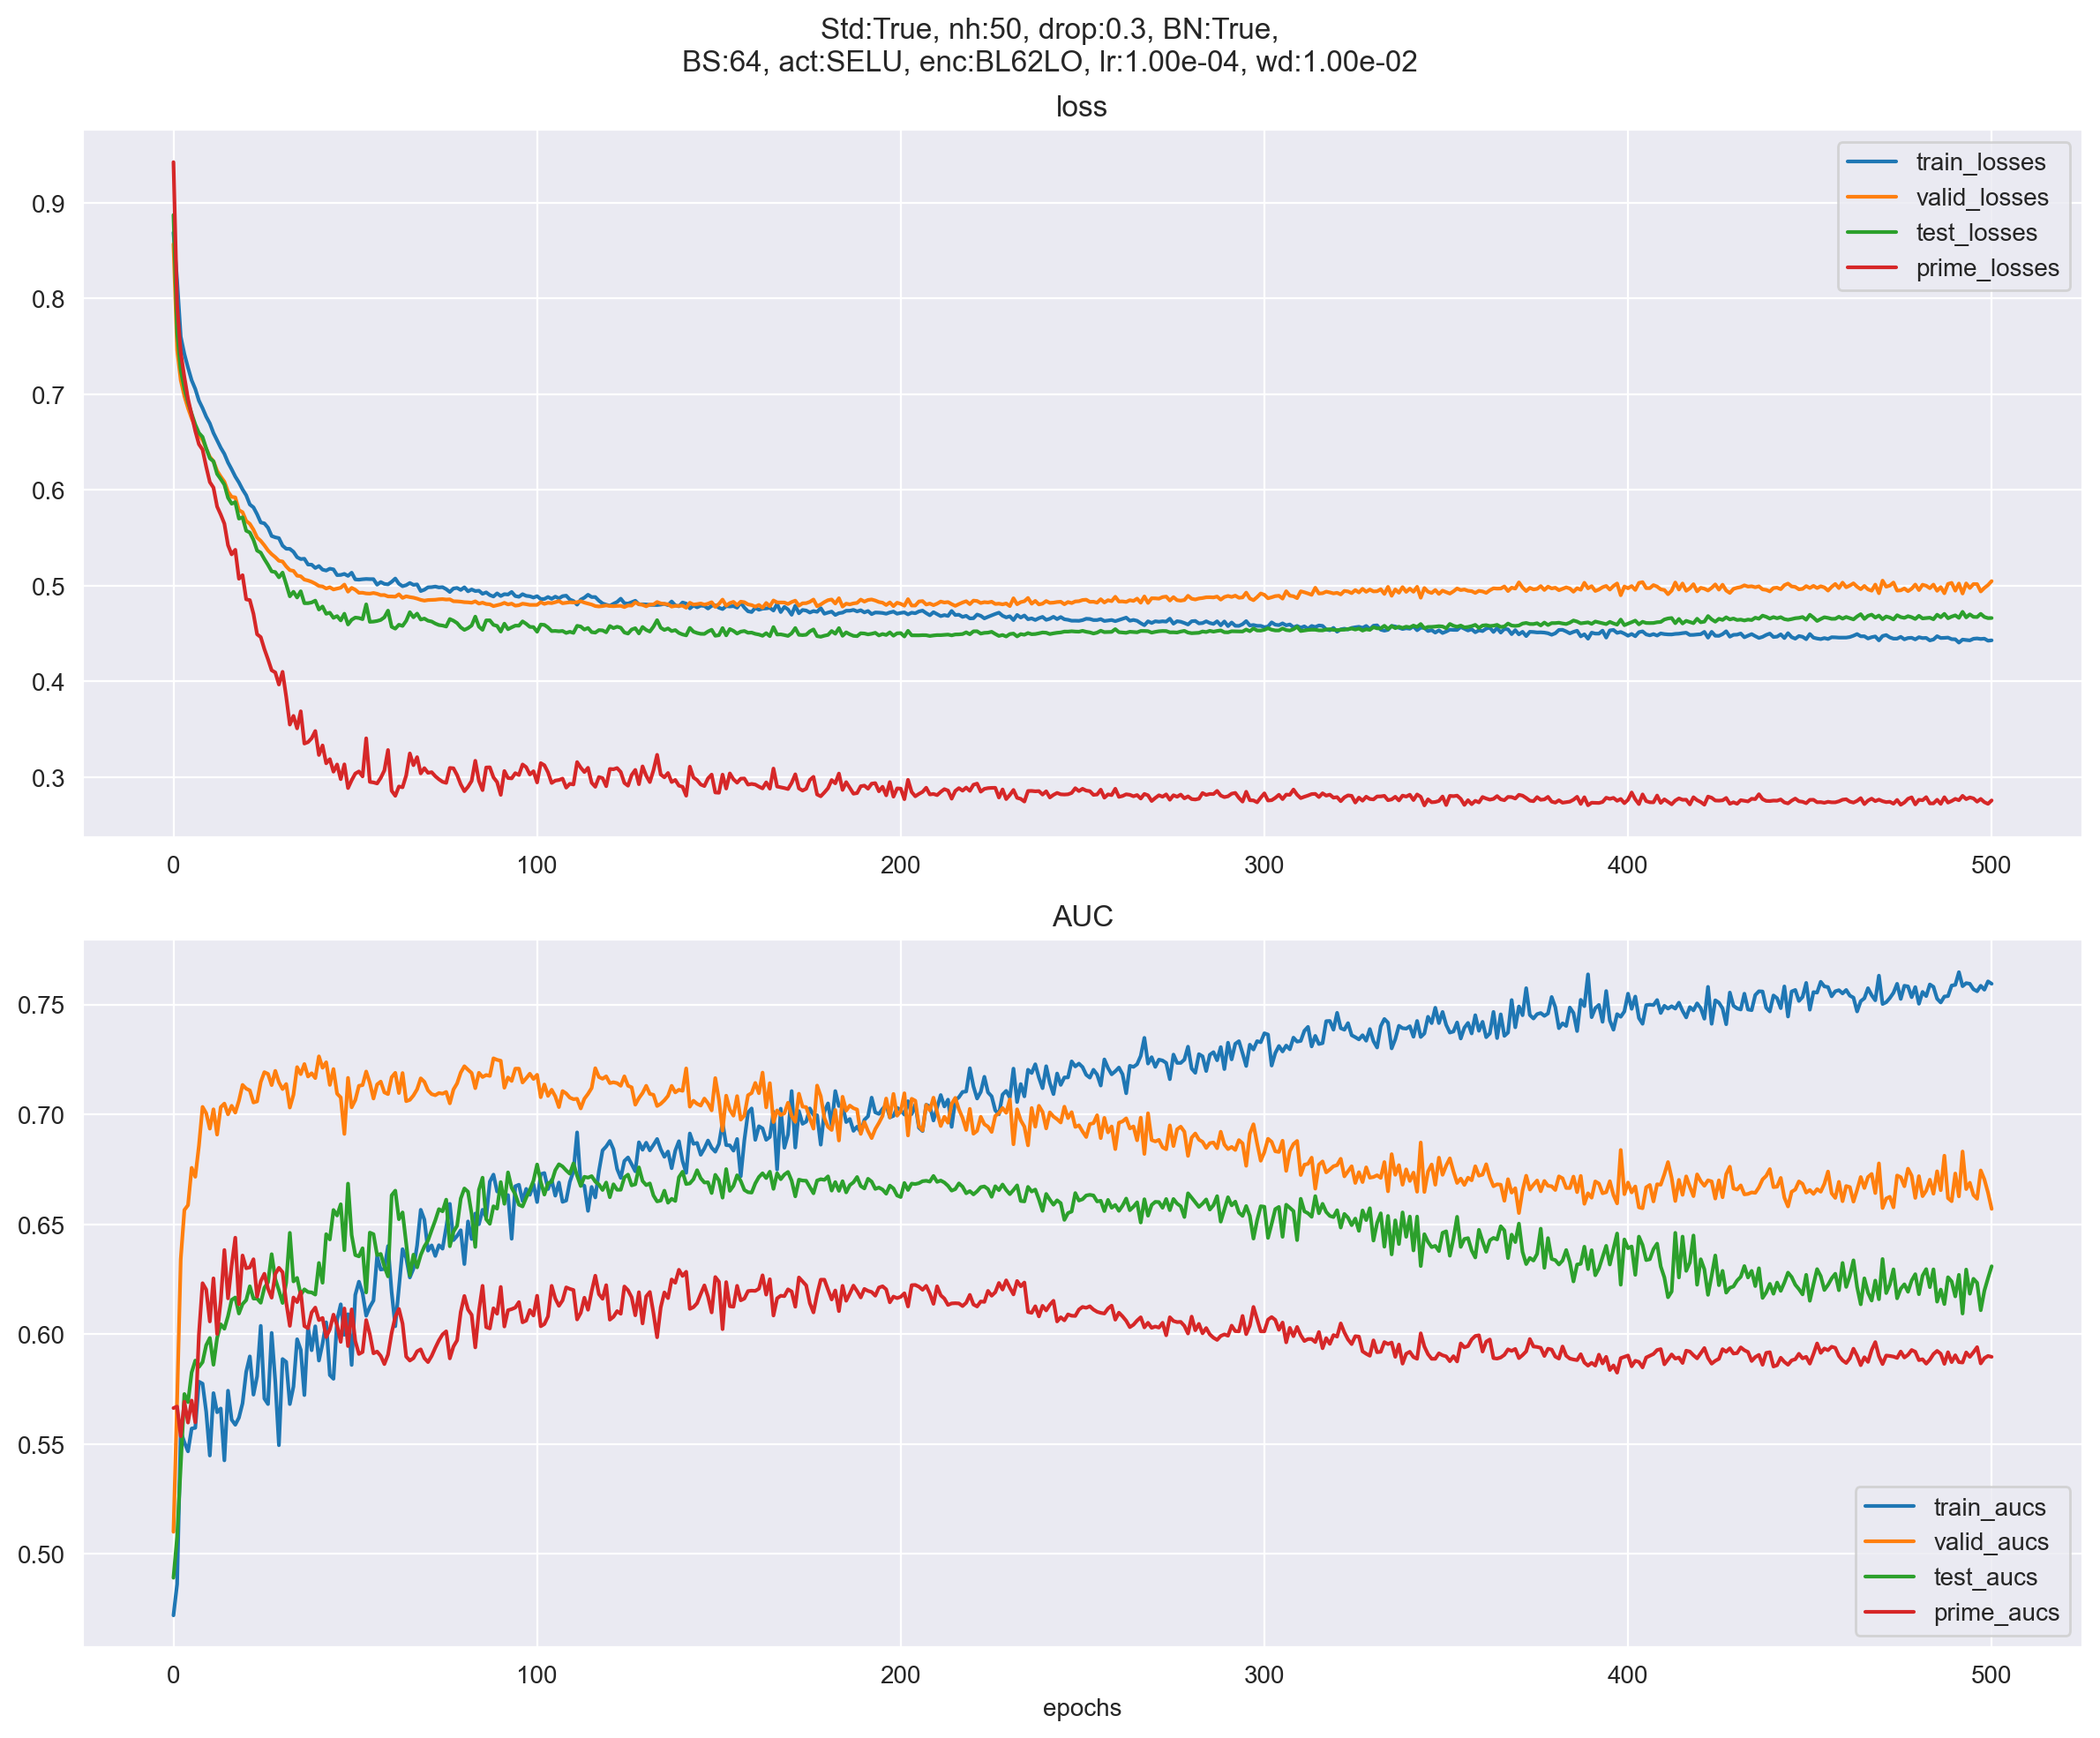 Std:True, nh:50, drop:0.3, BN:True,
BS:64, act:SELU, enc:BL62LO, lr:1.00e-04, wd:1.00e-02
loss
train_losses
valid_losses
test_losses
prime_losses
0.9
0.8
0.7
0.6
0.5
0.4
0.3
0 100 200 300 400 500
AUC
0.75
0.70
0.65
0.60
0.55
0.50
train_aucs
valid_aucs
test_aucs
prime_aucs
0 100 200 300 400 500
epochs